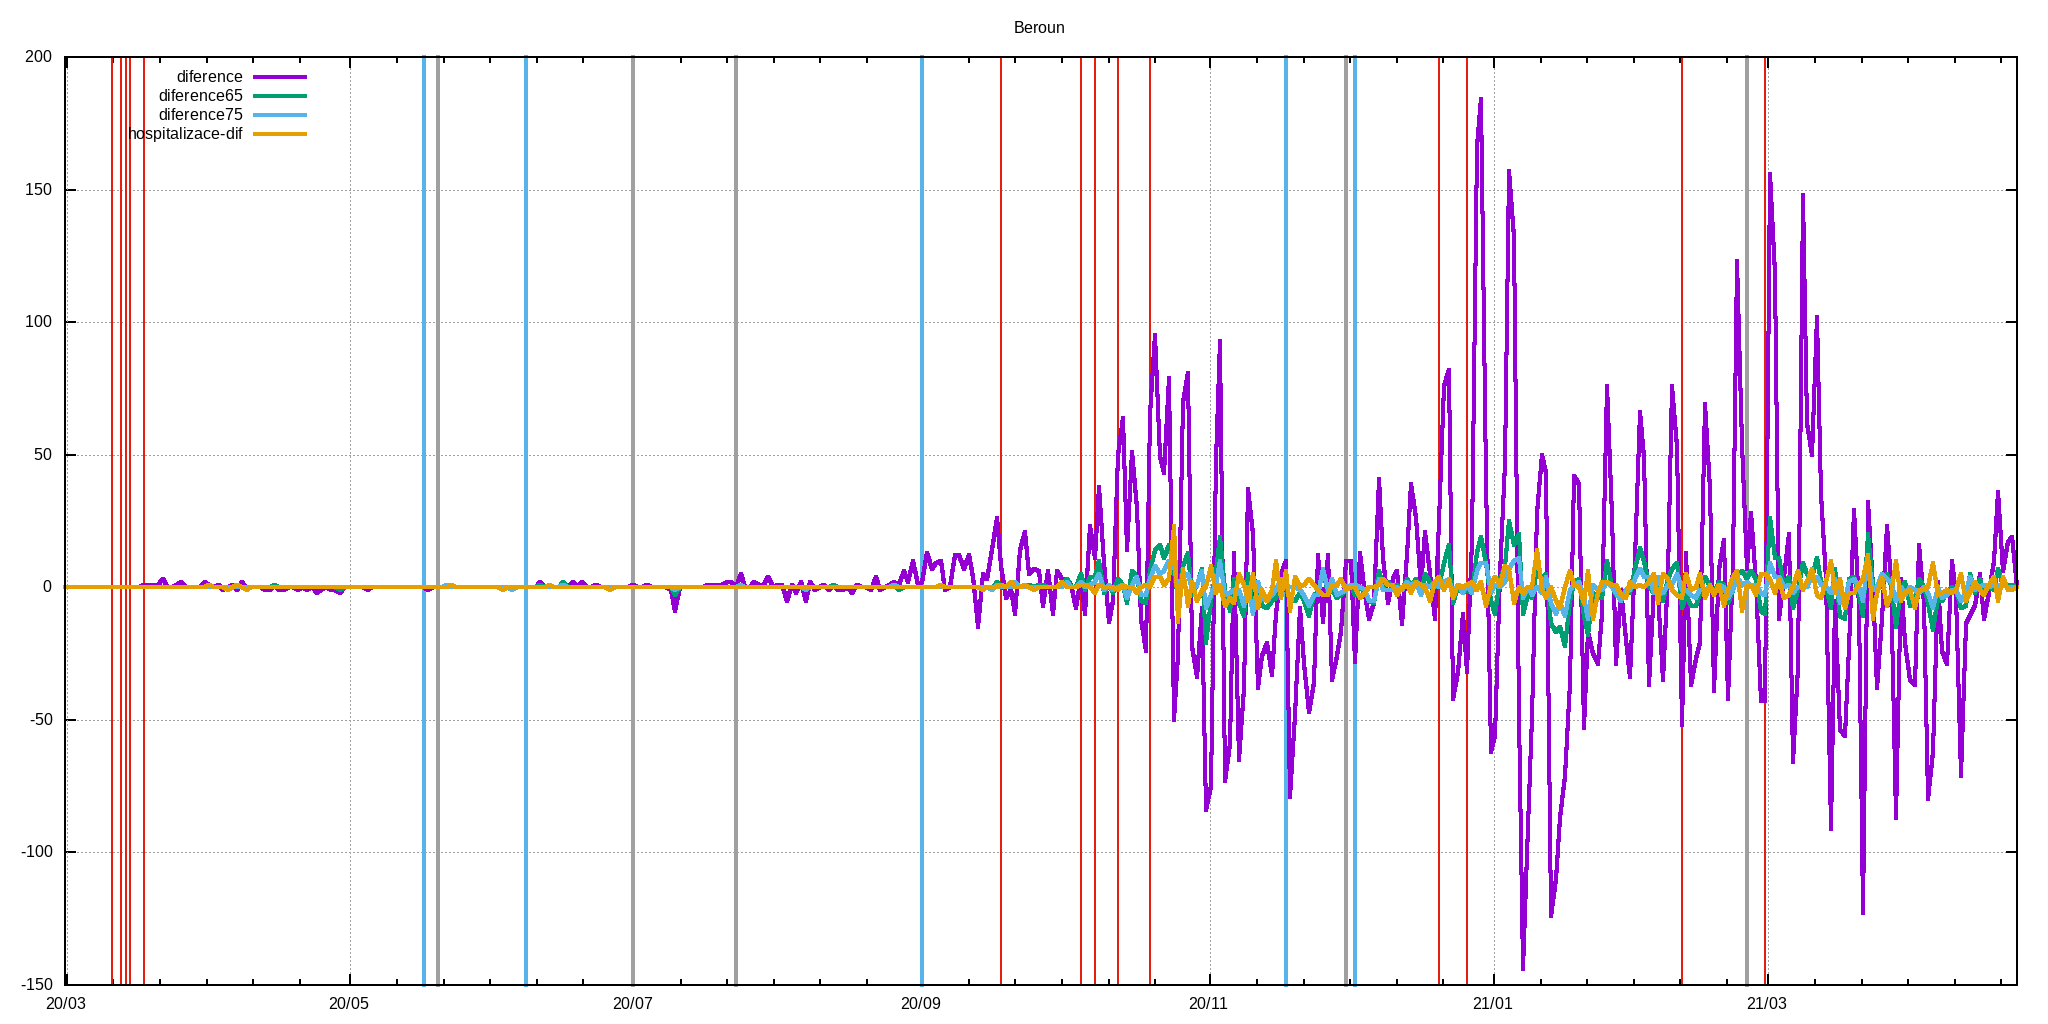 Beroun
200
diference
diference65
diference75
hospitalizace-dif
150
100
50
0
-50
-100
-150
20/03 20/05 20/07 20/09 20/11 21/01 21/03